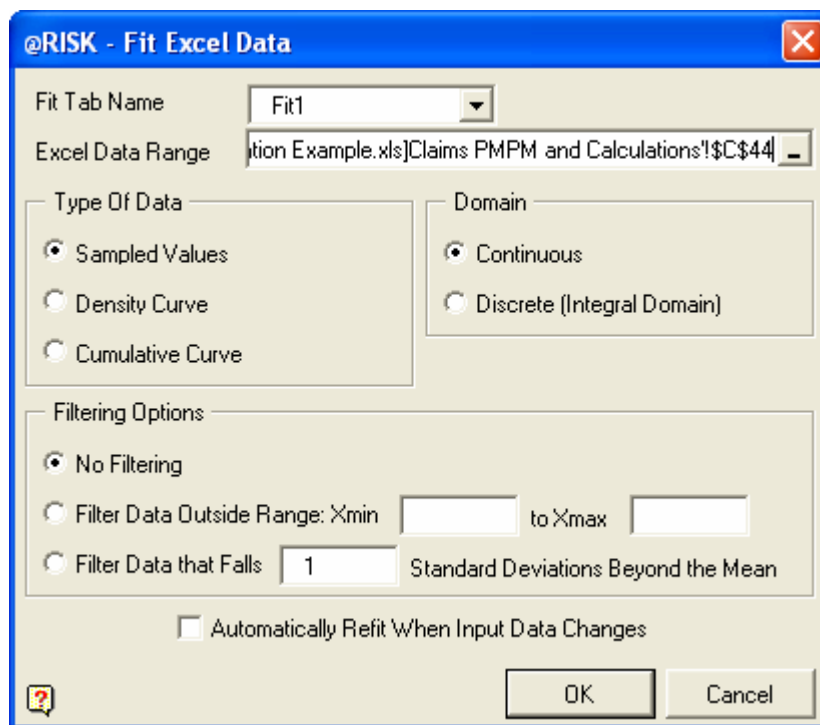 @RISK - Fit Excel Data
Fit Tab Name Fit1
Excel Data Range tion Example.xls]Claims PMPM and Calculations'!$C$44
Type Of Data
Sampled Values
Density Curve
Cumulative Curve
Domain
Continuous
Discrete (Integral Domain)
Filtering Options
No Filtering
Filter Data Outside Range: Xmin to Xmax
Filter Data that Falls 1 Standard Deviations Beyond the Mean
Automatically Refit When Input Data Changes
?
OK Cancel